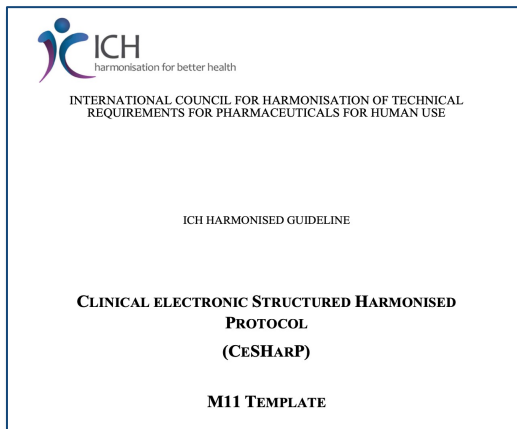 ICH
harmonisation for better health
INTERNATIONAL COUNCIL FOR HARMONISATION OF TECHNICAL
REQUIREMENTS FOR PHARMACEUTICALS FOR HUMAN USE
ICH HARMONISED GUIDELINE
CLINICAL ELECTRONIC STRUCTURED HARMONISED
PROTOCOL
(CESHARP)
M11 TEMPLATE